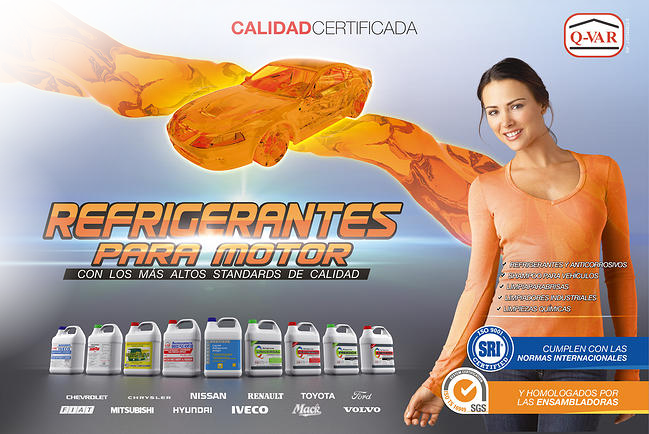 CALIDADCERTIFICADA
Q-VAR
REFRIGERANTES
PARA MOTOR
CON LOS MÁS ALTOS STANDARDS DE CALIDAD
REFRIGERANTES Y ANTICORROSIVOS
SHAMPOO PARA VEHÍCULOS
LIMPIAPARABRISAS
LIMPIADORES INDUSTRIALES
LIMPIEZAS QUÍMICAS
ISO 9001
SRI
CERTIFIED
CUMPLEN CON LAS
NORMAS INTERNACIONALES
SGS
Y HOMOLOGADOS POR
LAS ENSAMBLADORAS
CHEVROLET CHRYSLER NISSAN RENAULT TOYOTA Ford
FIAT MITSUBISHI HYUNDAI IVECO Mack VOLVO